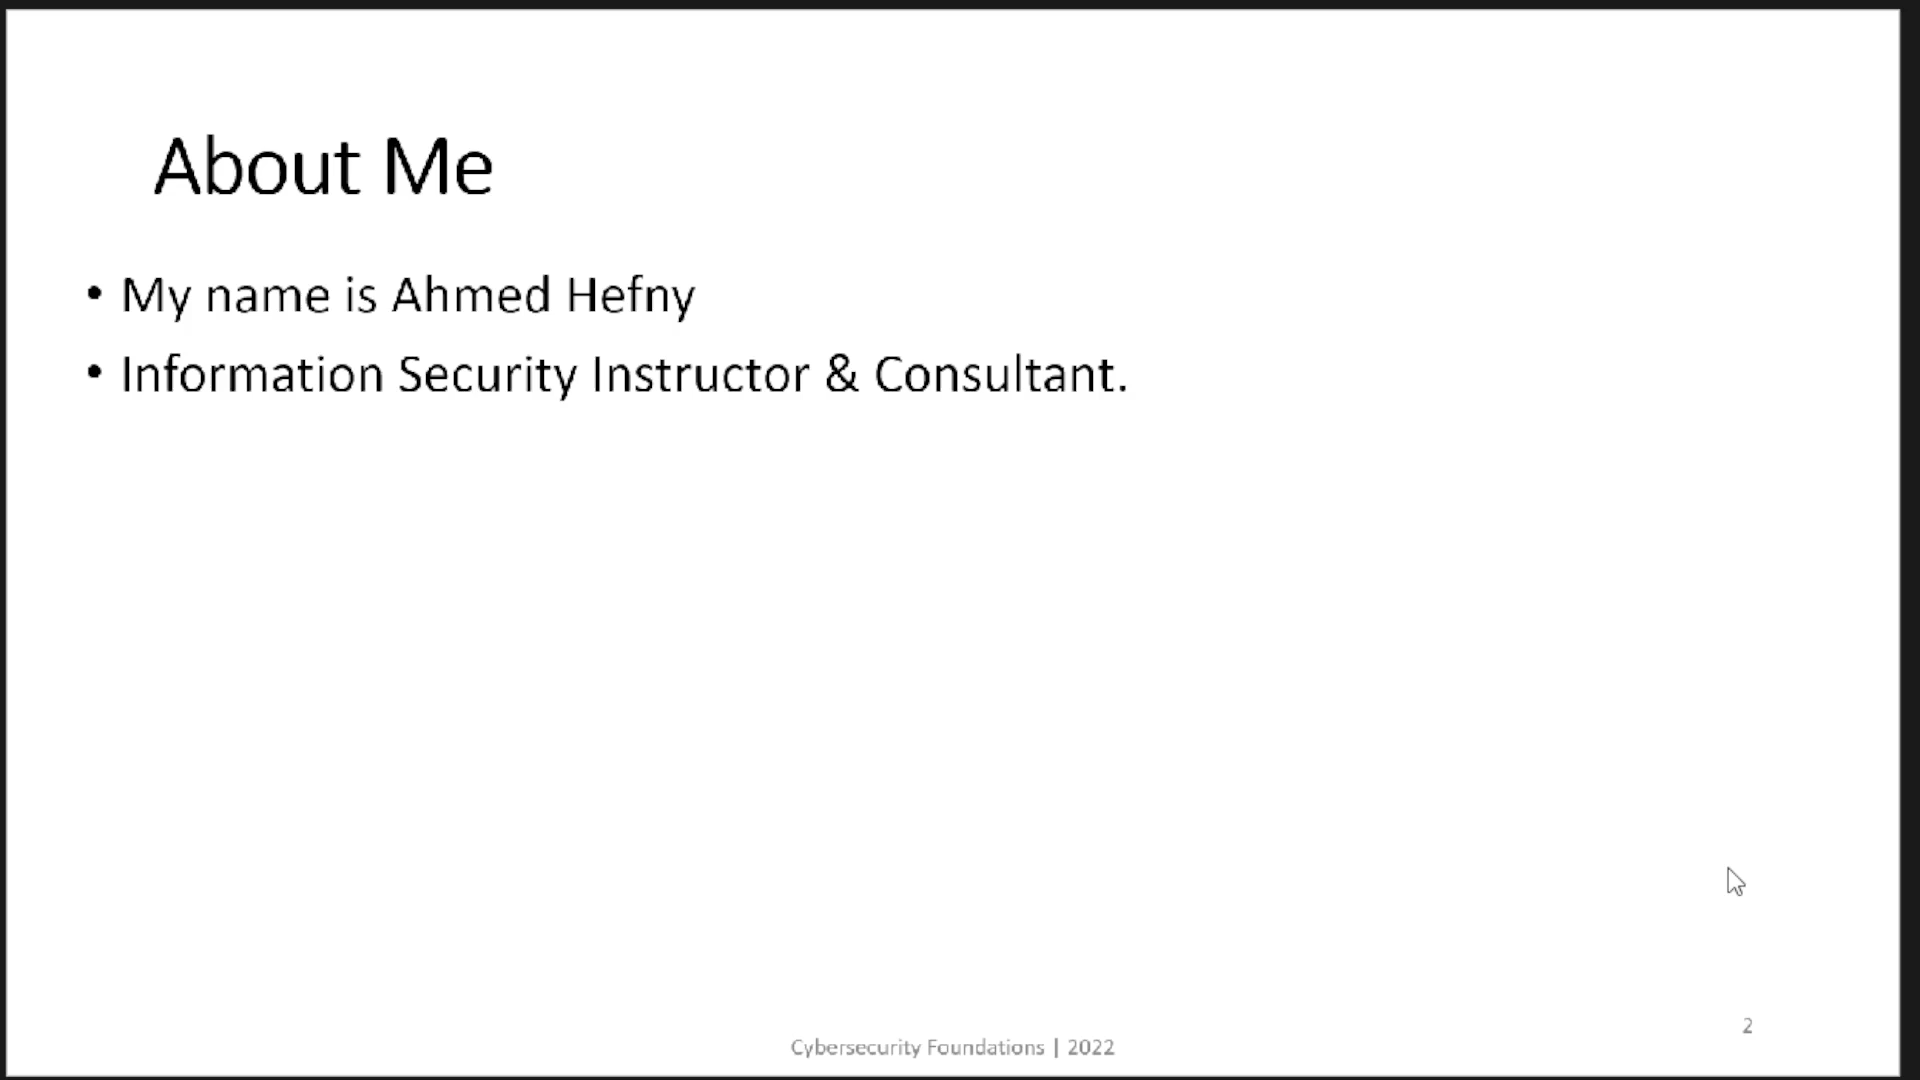 About Me
• My name is Ahmed Hefny
• Information Security Instructor & Consultant.
2
Cybersecurity Foundations | 2022